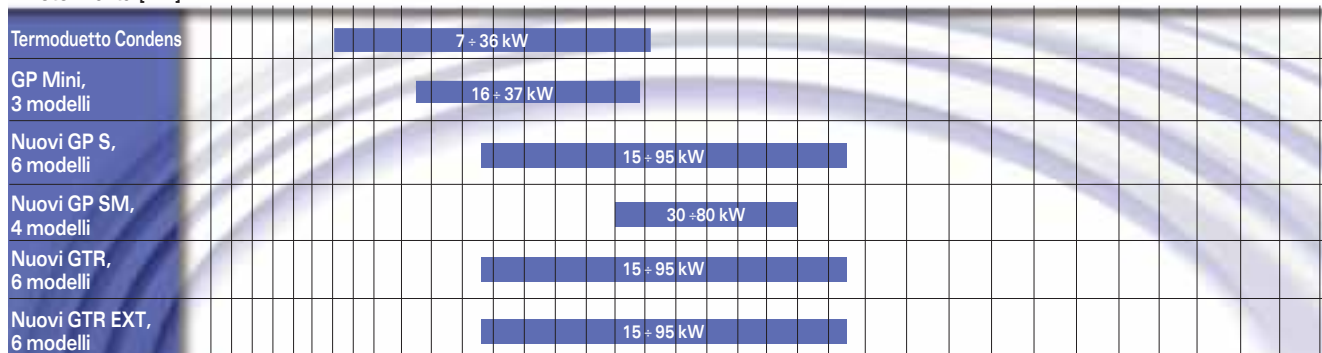 Termoduetto Condens
7 ÷ 36 kW
GP Mini,
3 modelli
16 ÷ 37 kW
Nuovi GP S,
6 modelli
15 ÷ 95 kW
Nuovi GP SM,
4 modelli
30 ÷80 kW
Nuovi GTR,
6 modelli
15 ÷ 95 kW
Nuovi GTR EXT,
6 modelli
15 ÷ 95 kW